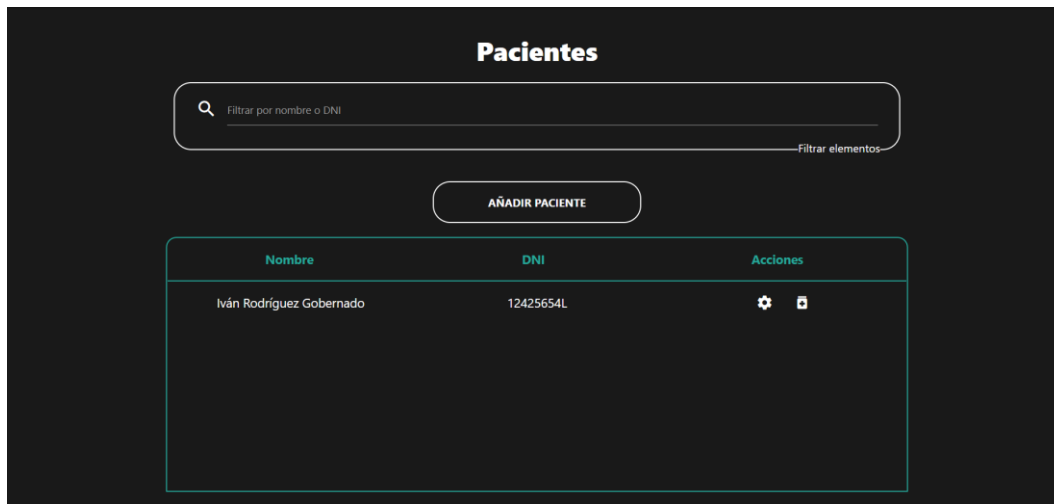 Pacientes
Filtrar por nombre o DNI
Filtrar elementos
AÑADIR PACIENTE
Nombre DNI Acciones
Iván Rodríguez Gobernado 12425654L